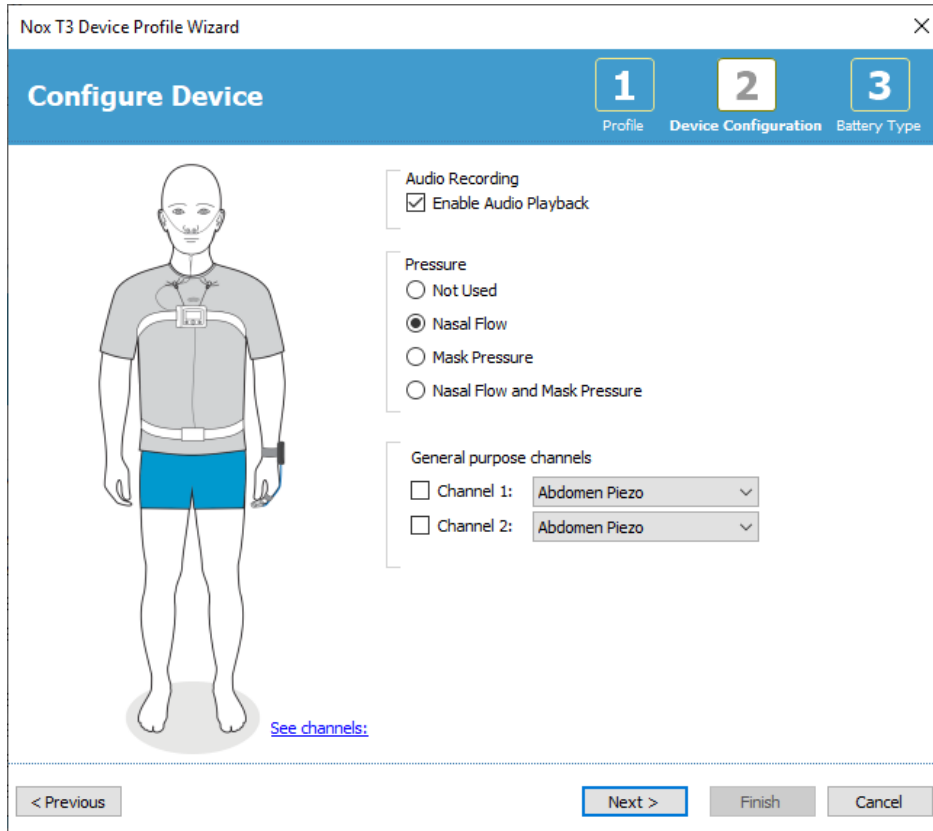 Nox T3 Device Profile Wizard
Configure Device
1
Profile
2
Device Configuration
3
Battery Type
Audio Recording
Enable Audio Playback
Pressure
Not Used
Nasal Flow
Mask Pressure
Nasal Flow and Mask Pressure
General purpose channels
Channel 1: Abdomen Piezo
Channel 2: Abdomen Piezo
See channels:
< Previous
Next >
Finish
Cancel